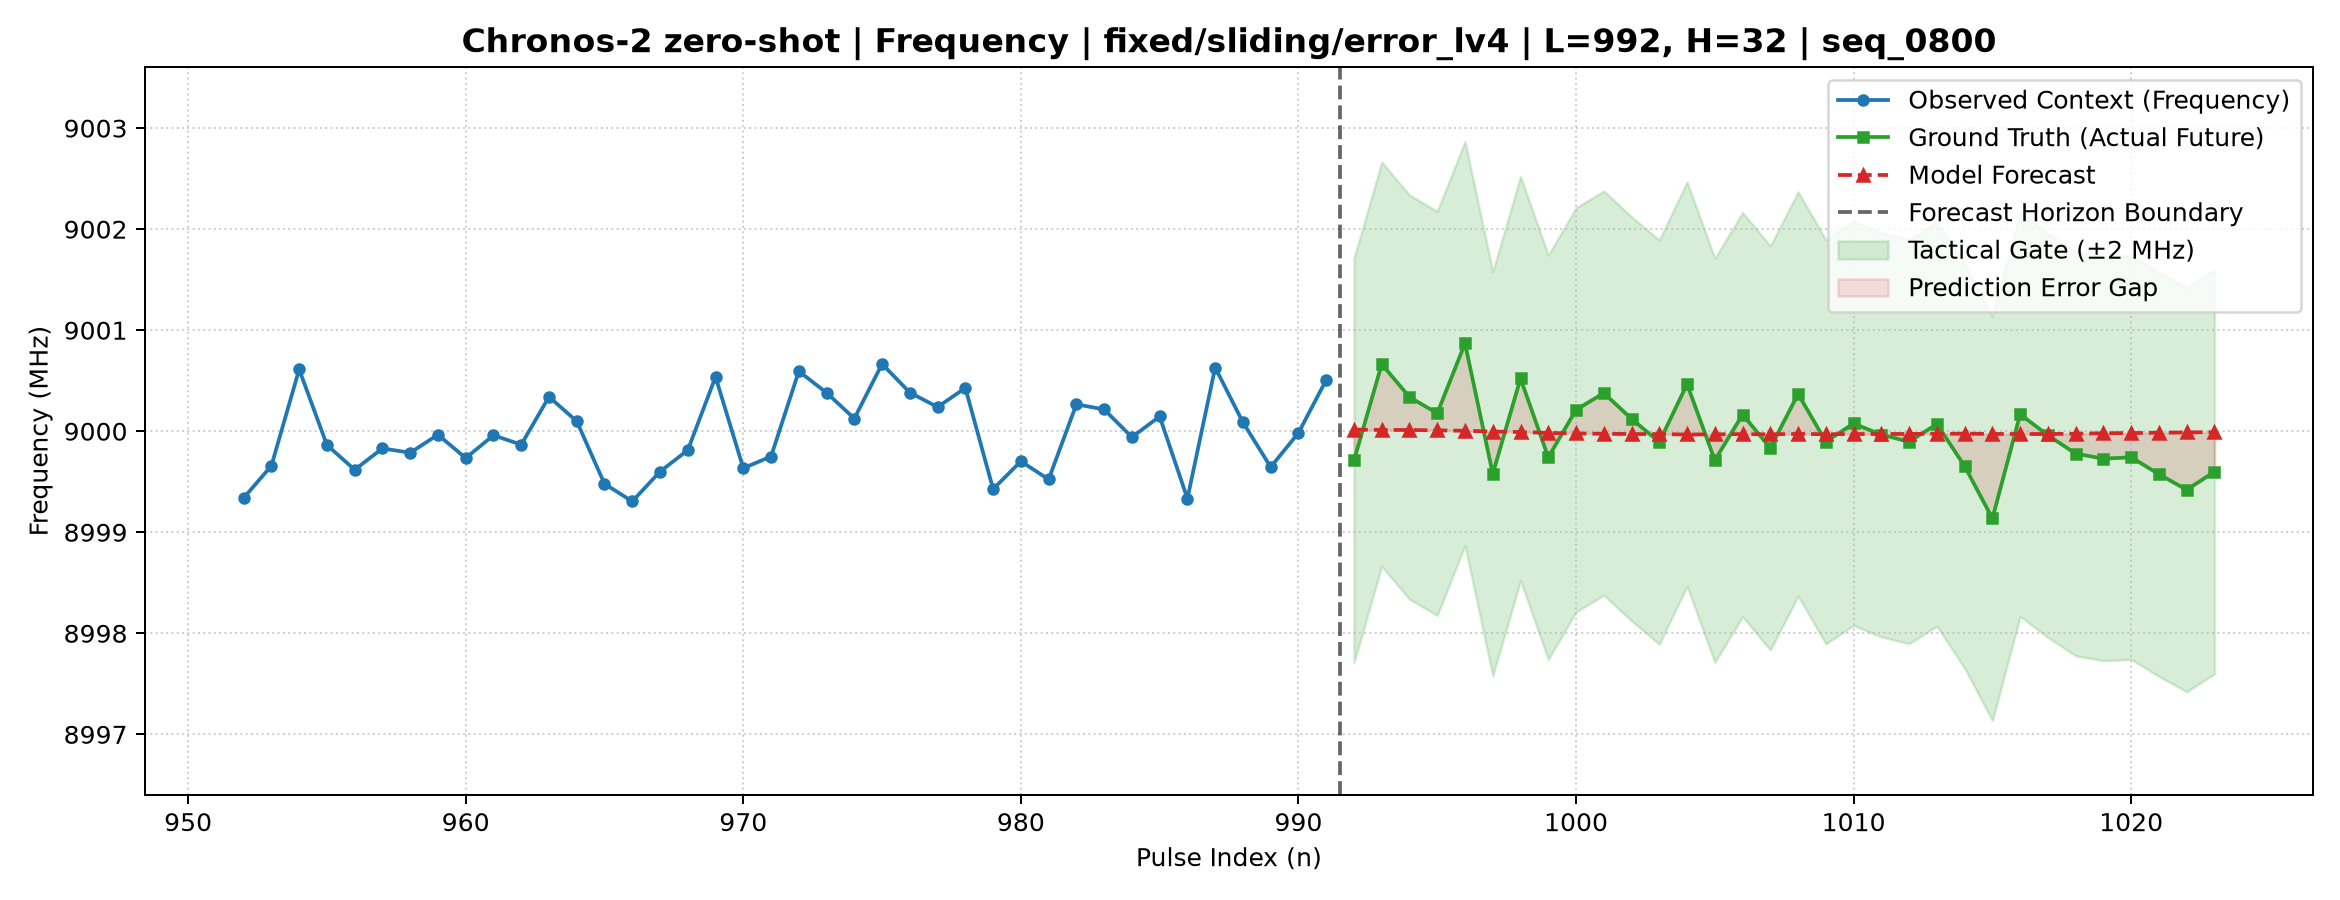 Chronos-2 zero-shot | Frequency | fixed/sliding/error_lv4 | L=992, H=32 | seq_0800
Observed Context (Frequency)
Ground Truth (Actual Future)
Model Forecast
Forecast Horizon Boundary
Tactical Gate (±2 MHz)
Prediction Error Gap
Frequency (MHz)
9003
9002
9001
9000
8999
8998
8997
950
960
970
980
990
1000
1010
1020
Pulse Index (n)